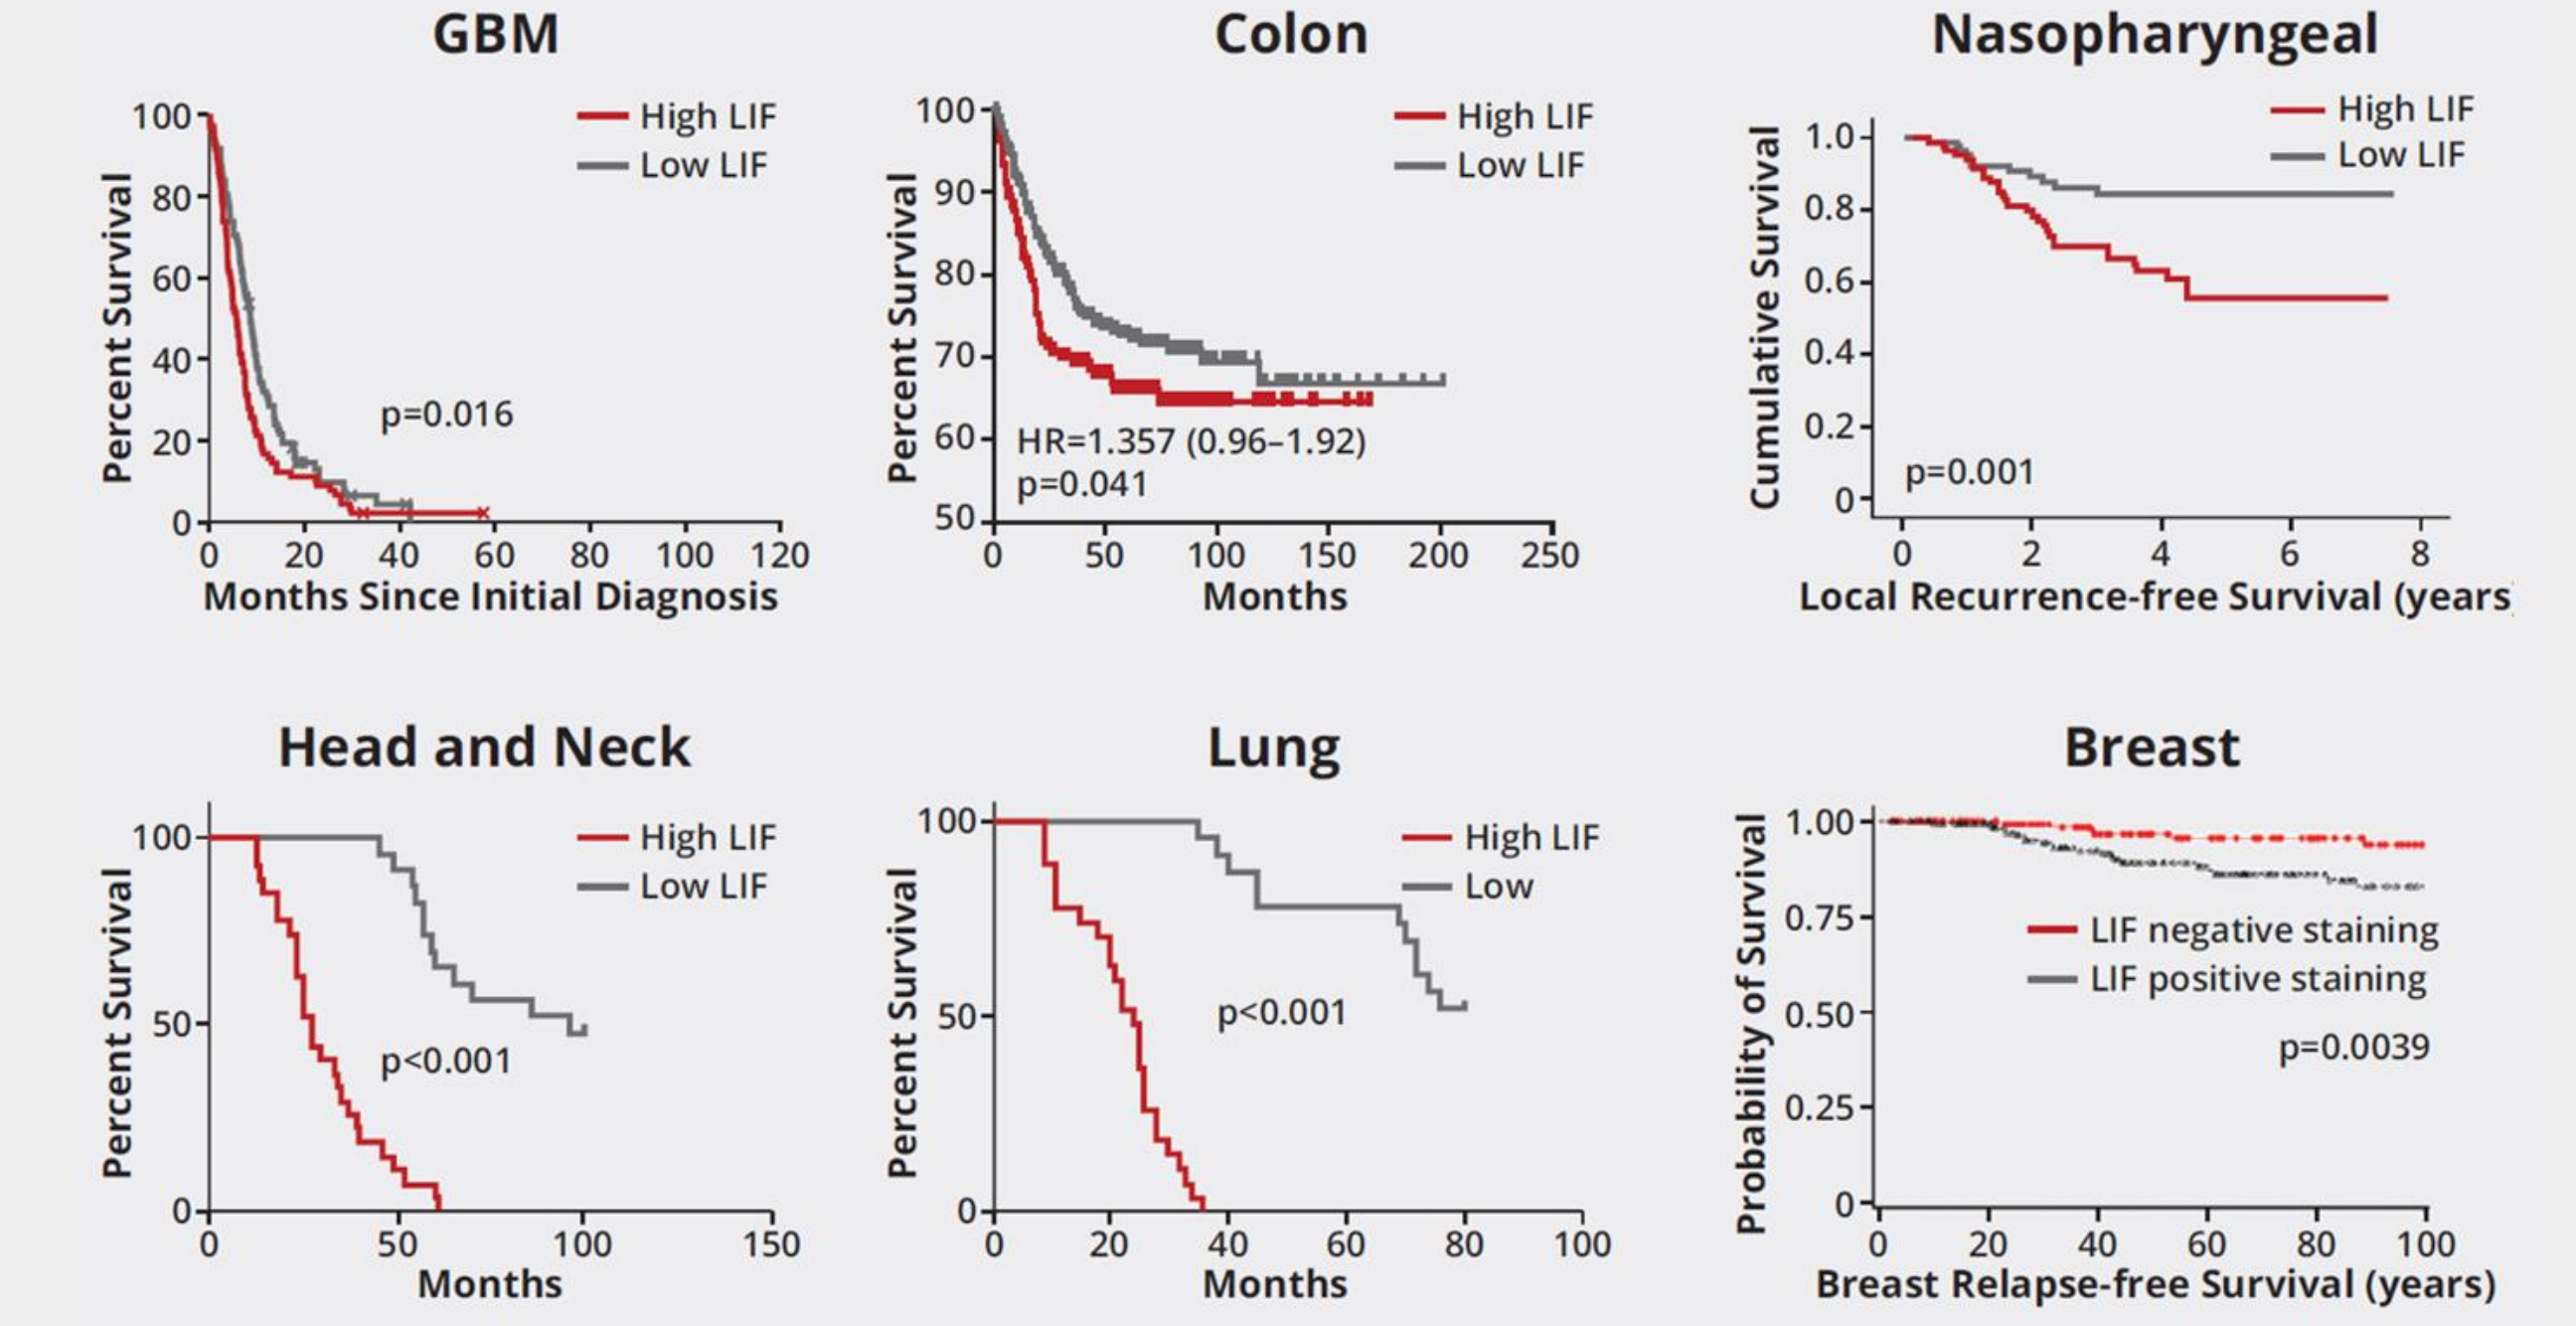 GBM
High LIF
Low LIF
Percent Survival
100
80
60
40
20
0
p=0.016
0 20 40 60 80 100 120
Months Since Initial Diagnosis
Colon
High LIF
Low LIF
Percent Survival
100
90
80
70
60
50
HR=1.357 (0.96–1.92)
p=0.041
0 50 100 150 200 250
Months
Nasopharyngeal
High LIF
Low LIF
Cumulative Survival
1.0
0.8
0.6
0.4
0.2
0
p=0.001
0 2 4 6 8
Local Recurrence-free Survival (years
Head and Neck
High LIF
Low LIF
Percent Survival
100
50
0
p<0.001
0 50 100 150
Months
Lung
High LIF
Low
Percent Survival
100
50
0
p<0.001
0 20 40 60 80 100
Months
Breast
Probability of Survival
1.00
0.75
0.50
0.25
0
LIF negative staining
LIF positive staining
p=0.0039
0 20 40 60 80 100
Breast Relapse-free Survival (years)